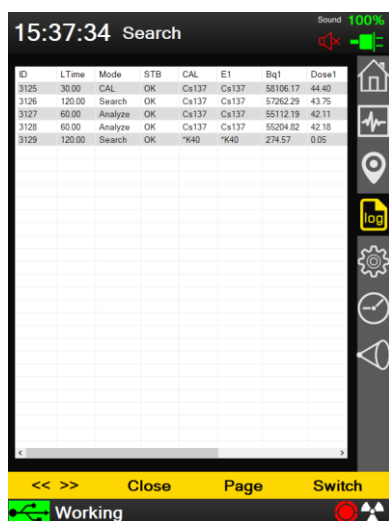 15:37:34 Search
Sound 100%
ID LTime Mode STB CAL E1 Bq1 Dose1
3125 30.00 CAL OK Cs137 Cs137 58106.17 44.40
3126 120.00 Search OK Cs137 Cs137 57262.29 43.75
3127 60.00 Analyze OK Cs137 Cs137 55112.19 42.11
3128 60.00 Analyze OK Cs137 Cs137 55204.82 42.18
3129 120.00 Search OK *K40 *K40 274.57 0.05
log
<< >> Close Page Switch
Working